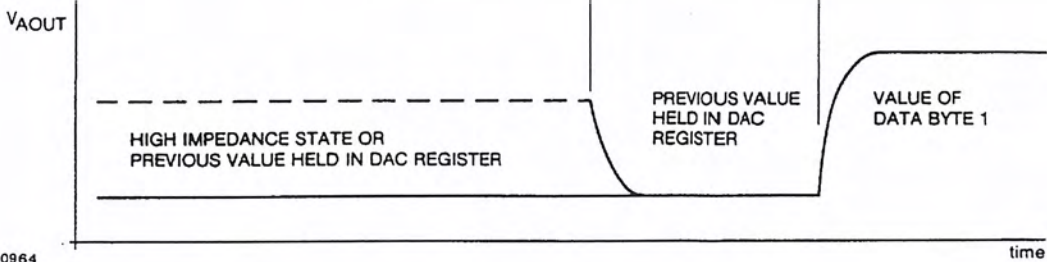 VAOUT
HIGH IMPEDANCE STATE OR
PREVIOUS VALUE HELD IN DAC REGISTER
PREVIOUS VALUE
HELD IN DAC
REGISTER
VALUE OF
DATA BYTE 1
time
0964